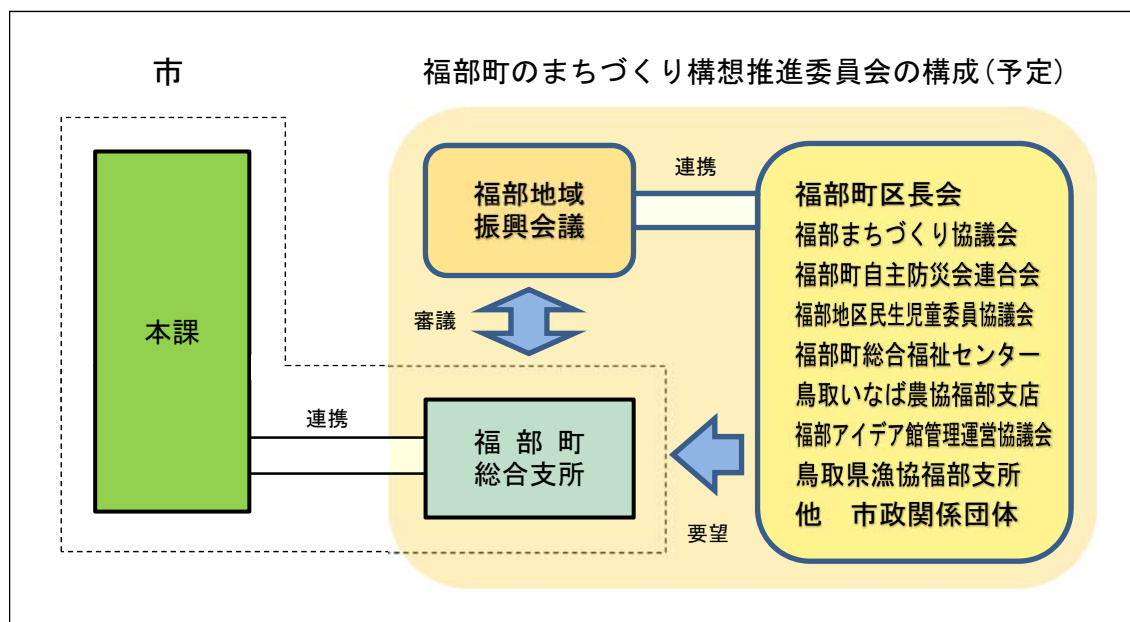 市
福部町のまちづくり構想推進委員会の構成(予定)
本課
連携
福部地域
振興会議
連携
審議
福部町
総合支所
要望
福部町区長会
福部まちづくり協議会
福部町自主防災会連合会
福部地区民生児童委員協議会
福部町総合福祉センター
鳥取いなば農協福部支店
福部アイデア館管理運営協議会
鳥取県漁協福部支所
他　市政関係団体